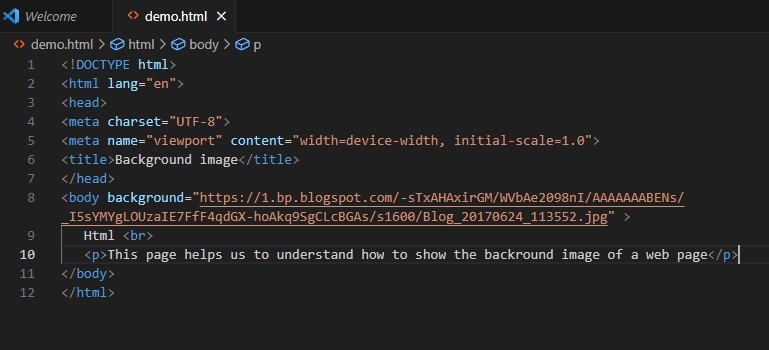 Welcome demo.html
demo.html > html > body > p
1 <!DOCTYPE html>
2 <html lang="en">
3 <head>
4 <meta charset="UTF-8">
5 <meta name="viewport" content="width=device-width, initial-scale=1.0">
6 <title>Background image</title>
7 </head>
8 <body background="https://1.bp.blogspot.com/-sTxAHAxirGM/WVbAe2098nI/AAAAAAABENs/
_I5sYMYgLOUzaIE7FfF4qdGX-hoAkq9SgCLcBGAs/s1600/Blog_20170624_113552.jpg" >
9 Html <br>
10 <p>This page helps us to understand how to show the backround image of a web page</p>
11 </body>
12 </html>